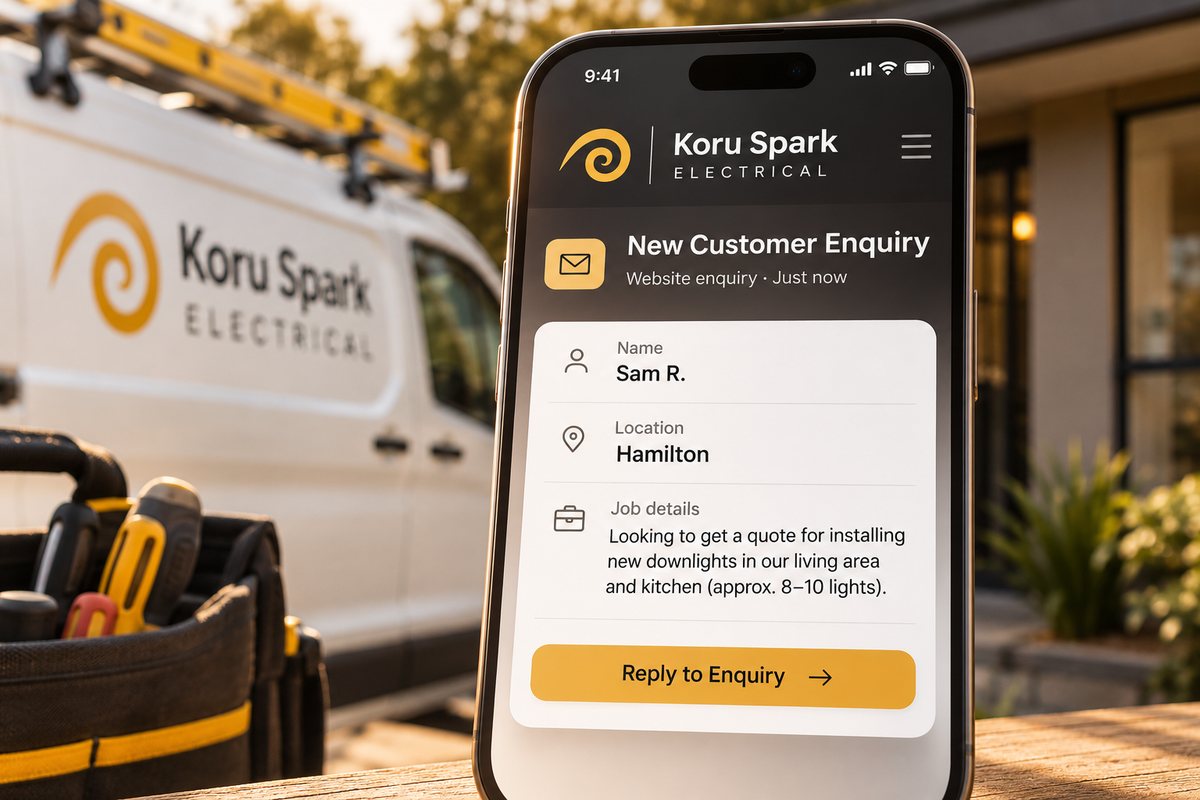 Koru Spark
ELECTRICAL
9:41
Koru Spark
ELECTRICAL
New Customer Enquiry
Website enquiry · Just now
Name
Sam R.
Location
Hamilton
Job details
Looking to get a quote for installing
new downlights in our living area
and kitchen (approx. 8–10 lights).
Reply to Enquiry →